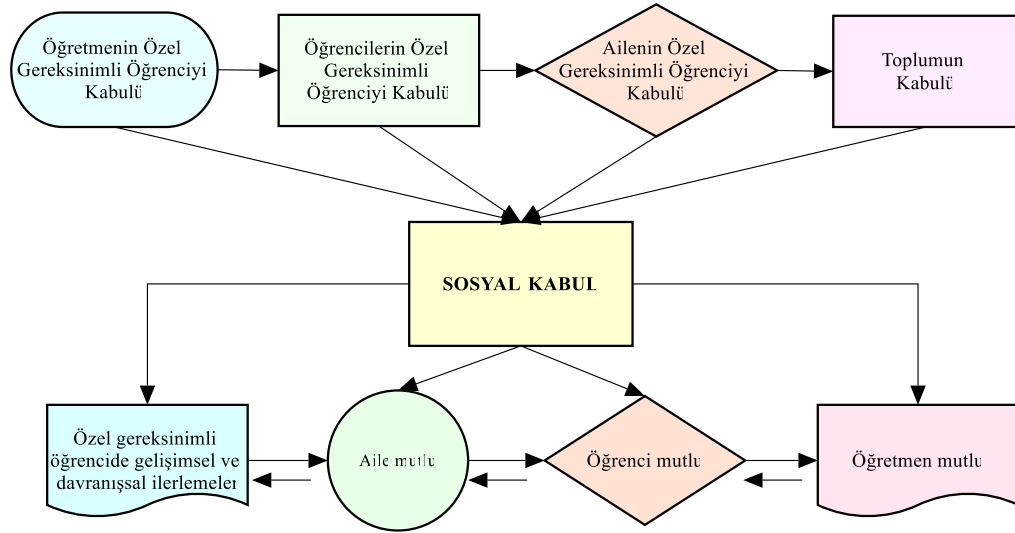 Öğretmenin Özel
Gereksinimli Öğrenciyi
Kabulü
Öğrencilerin Özel
Gereksinimli
Öğrenciyi Kabulü
Ailenin Özel
Gereksinimli Öğrenciyi
Kabulü
Toplumun
Kabulü
SOSYAL KABUL
Özel gereksinimli
öğrencide gelişimsel ve
davranışsal ilerlemeler
Aile mutlu
Öğrenci mutlu
Öğretmen mutlu